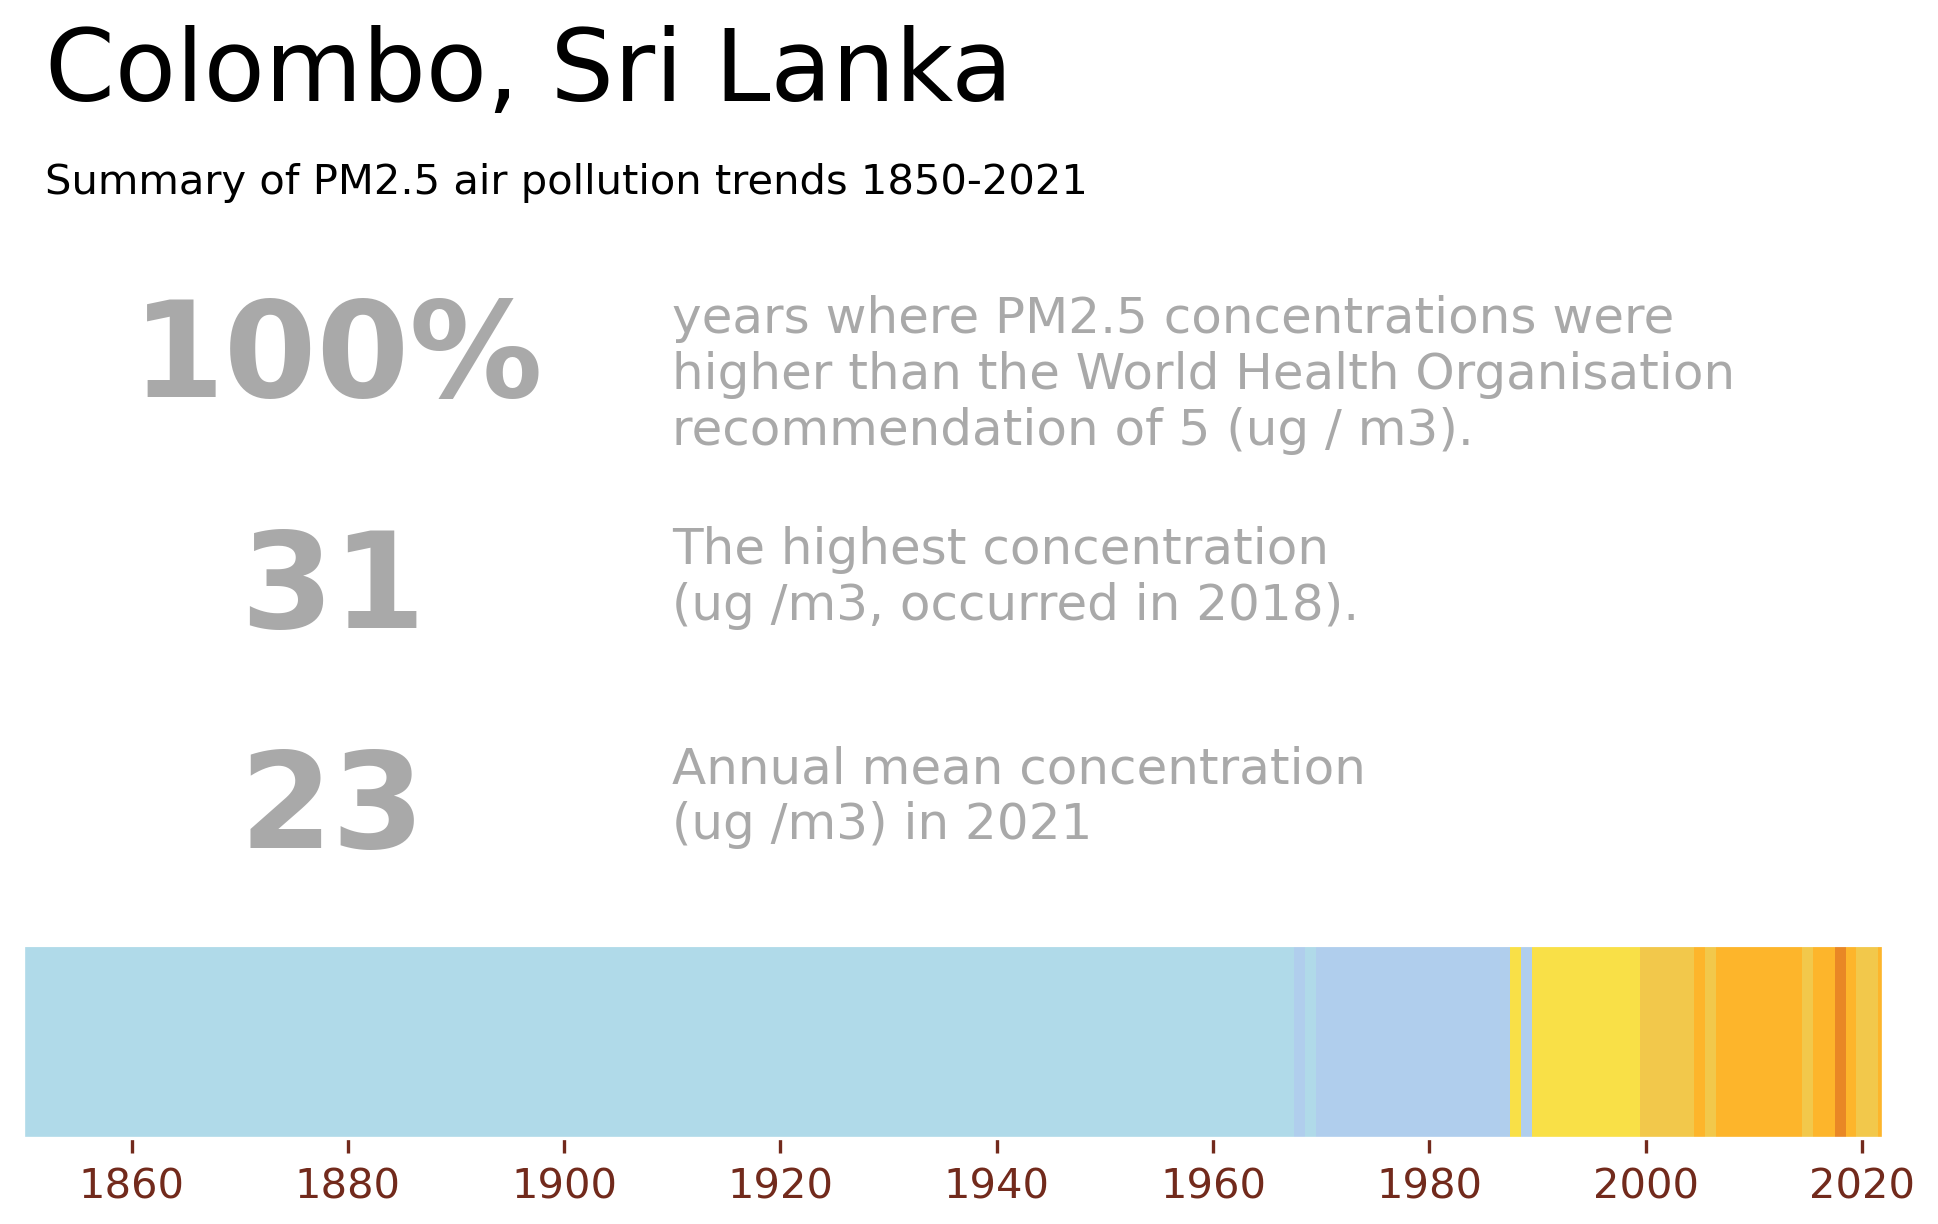 Colombo, Sri Lanka
Summary of PM2.5 air pollution trends 1850-2021
100%
years where PM2.5 concentrations were
higher than the World Health Organisation
recommendation of 5 (ug / m3).
31
The highest concentration
(ug /m3, occurred in 2018).
23
Annual mean concentration
(ug /m3) in 2021
1860 1880 1900 1920 1940 1960 1980 2000 2020